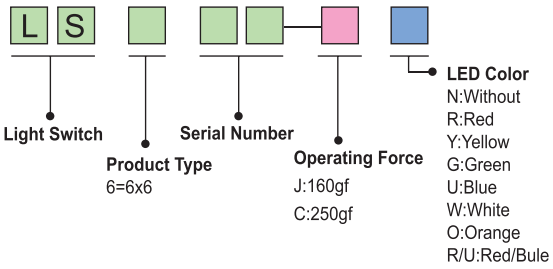 L S
Light Switch
Product Type
6=6x6
Serial Number
Operating Force
J:160gf
C:250gf
LED Color
N:Without
R:Red
Y:Yellow
G:Green
U:Blue
W:White
O:Orange
R/U:Red/Bule